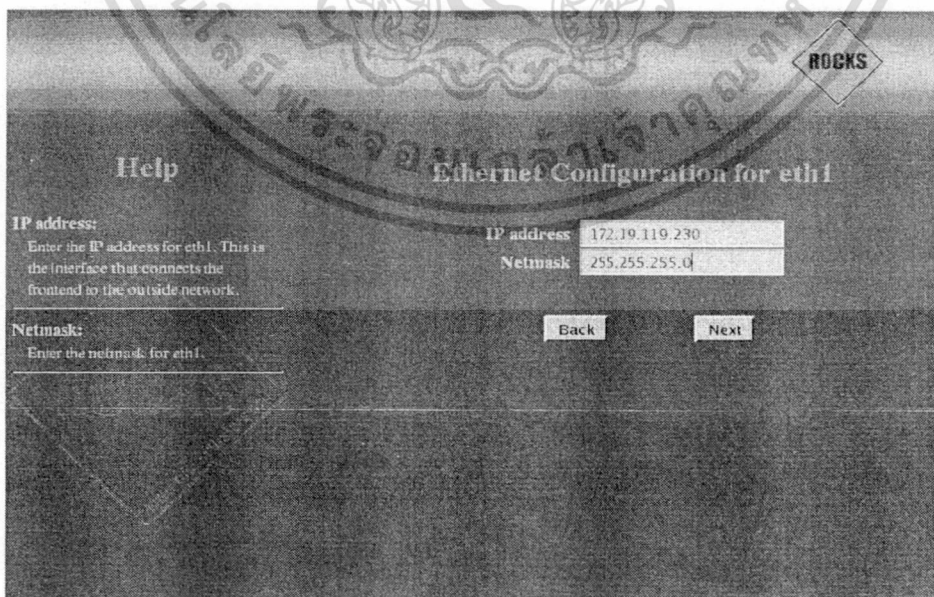 ROCKS
Help
IP address:
Enter the IP address for eth1. This is
the interface that connects the
frontend to the outside network.
Netmask:
Enter the netmask for eth1.
Ethernet Configuration for eth1
IP address 172.19.119.230
Netmask 255.255.255.0
Back
Next